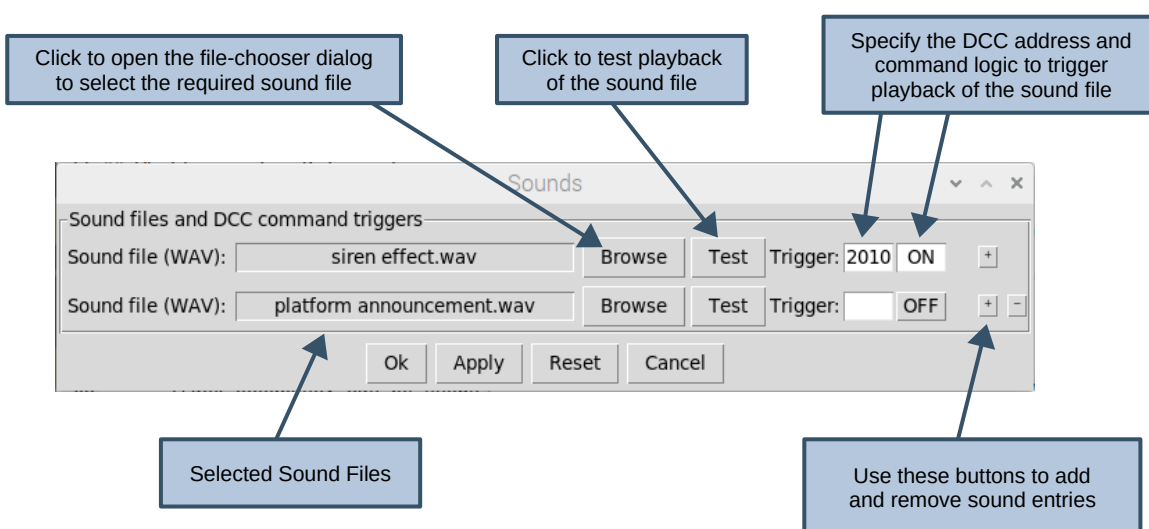 Click to open the file-chooser dialog
to select the required sound file
Click to test playback
of the sound file
Specify the DCC address and
command logic to trigger
playback of the sound file
Sounds
Sound files and DCC command triggers
Sound file (WAV): siren effect.wav Browse Test Trigger: 2010 ON +
Sound file (WAV): platform announcement.wav Browse Test Trigger: OFF + −
Ok Apply Reset Cancel
Selected Sound Files
Use these buttons to add
and remove sound entries